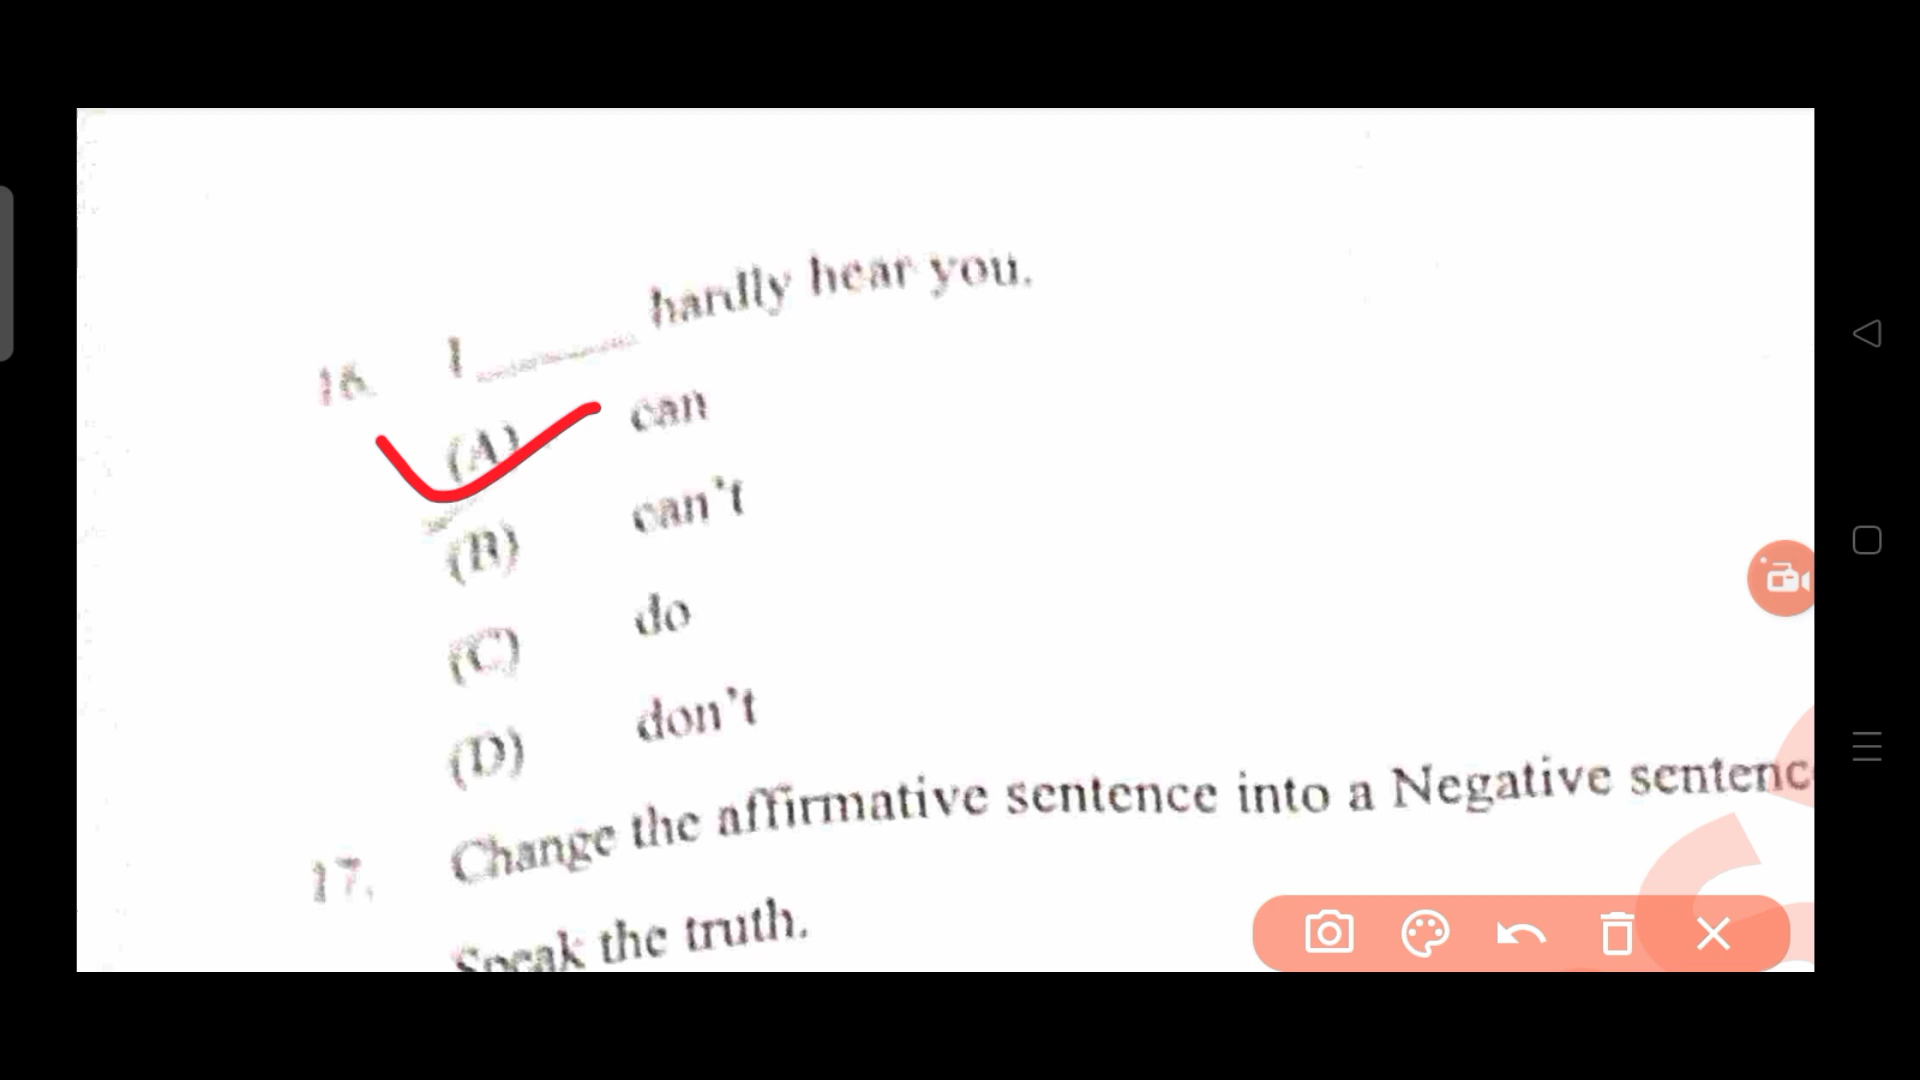 16. I ______ hardly hear you.
(A) can
(B) can't
(C) do
(D) don't
17. Change the affirmative sentence into a Negative sentenc
Speak the truth.